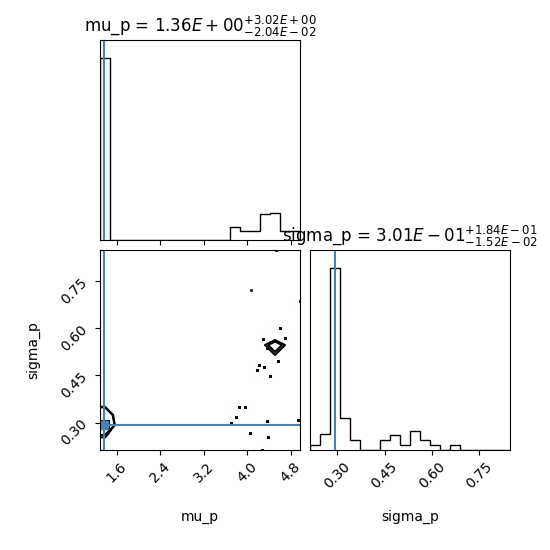 mu_p = 1.36E + 00+3.02E + 00 −2.04E − 02
sigma_p = 3.01E − 01+1.84E − 01 −1.52E − 02
0.75
0.60
0.45
0.30
sigma_p
1.6 2.4 3.2 4.0 4.8
0.30 0.45 0.60 0.75
mu_p
sigma_p